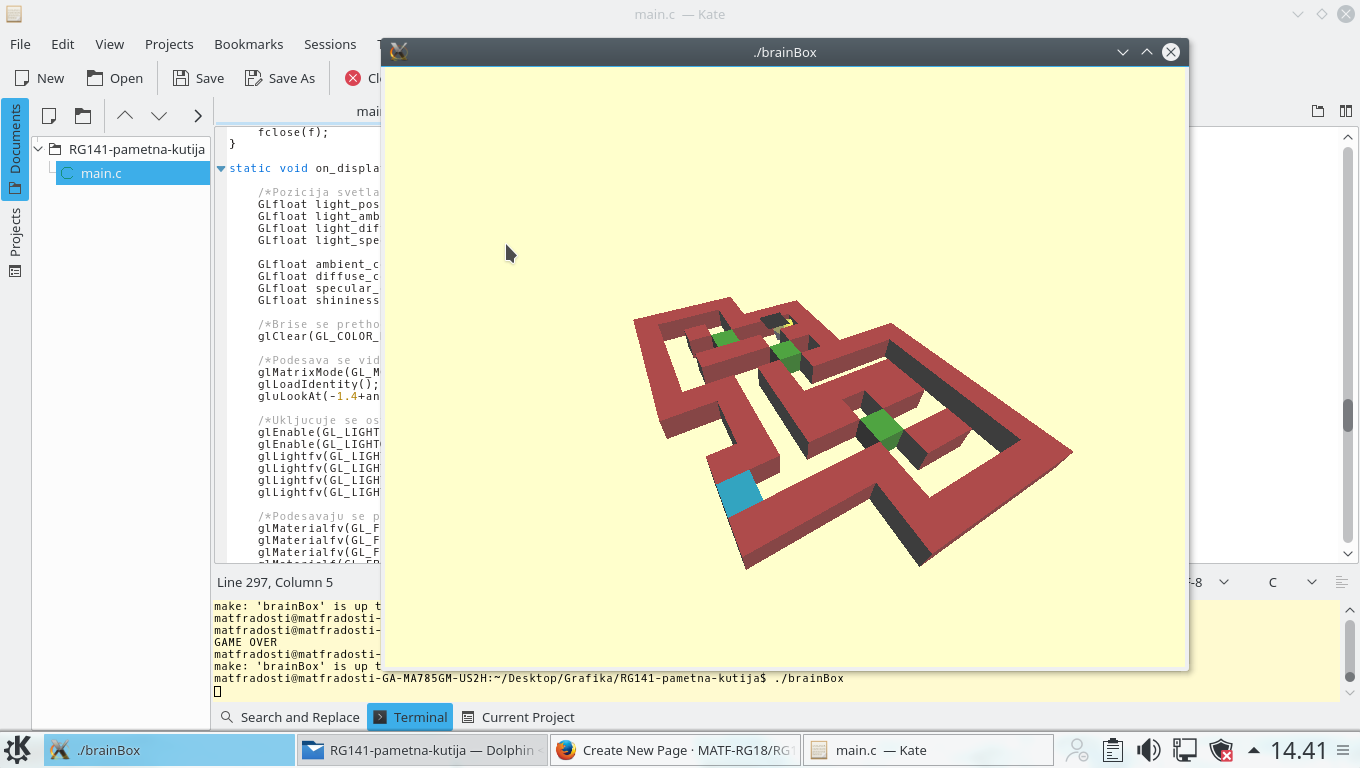 main.c — Kate
File Edit View Projects Bookmarks Sessions
./brainBox
New Open Save Save As
Documents
Projects
RG141-pametna-kutija
main.c
fclose(f);
}
static void on_displa
/*Pozicija svetla
GLfloat light_pos
GLfloat light_amb
GLfloat light_dif
GLfloat light_spe
GLfloat ambient_c
GLfloat diffuse_c
GLfloat specular_
GLfloat shininess
/*Brise se pretho
glClear(GL_COLOR_
/*Podesava se vid
glMatrixMode(GL_M
glLoadIdentity();
gluLookAt(-1.4+an
/*Ukljucuje se os
glEnable(GL_LIGHT
glEnable(GL_LIGHT
glLightfv(GL_LIGH
glLightfv(GL_LIGH
glLightfv(GL_LIGH
glLightfv(GL_LIGH
/*Podesavaju se p
glMaterialfv(GL_F
glMaterialfv(GL_F
glMaterialfv(GL_F
Line 297, Column 5
-8 C
make: 'brainBox' is up t
matfradosti@matfradosti-
matfradosti@matfradosti-
GAME OVER
matfradosti@matfradosti-
make: 'brainBox' is up t
matfradosti@matfradosti-GA-MA785GM-US2H:~/Desktop/Grafika/RG141-pametna-kutija$ ./brainBox
Search and Replace Terminal Current Project
./brainBox
RG141-pametna-kutija — Dolphin
Create New Page · MATF-RG18/RG1
main.c — Kate
14.41